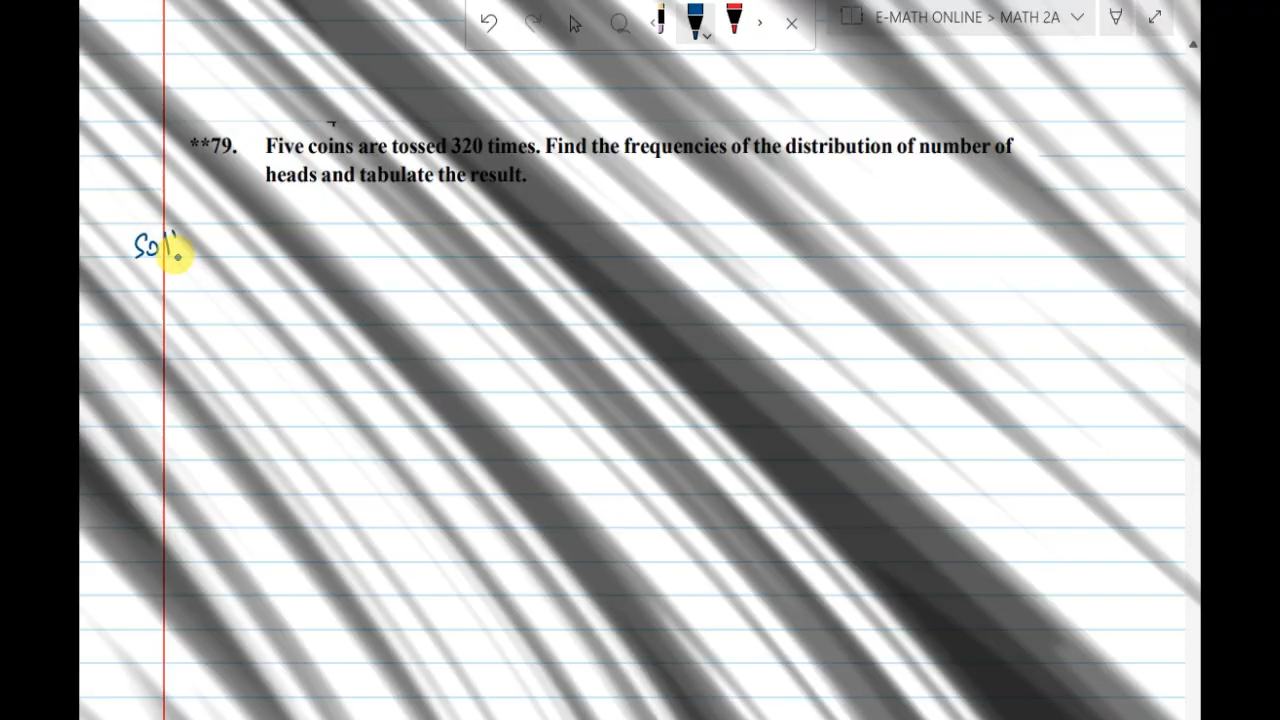 E-MATH ONLINE > MATH 2A
**79. Five coins are tossed 320 times. Find the frequencies of the distribution of number of
heads and tabulate the result.
Sol.